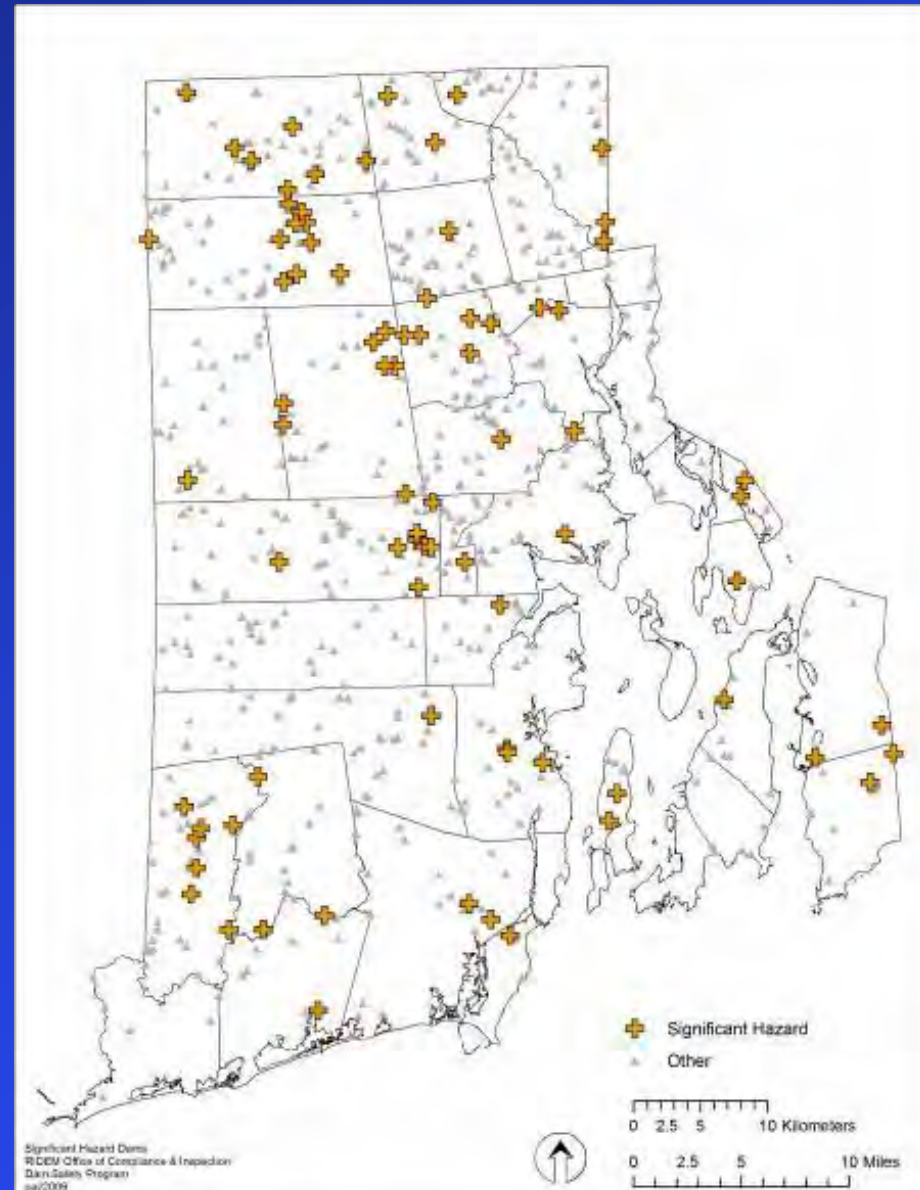 Significant Hazard
Other
0 2.5 5 10 Kilometers
0 2.5 5 10 Miles
Significant Hazard Dams
RIDEM Office of Compliance & Inspection
Dam Safety Program